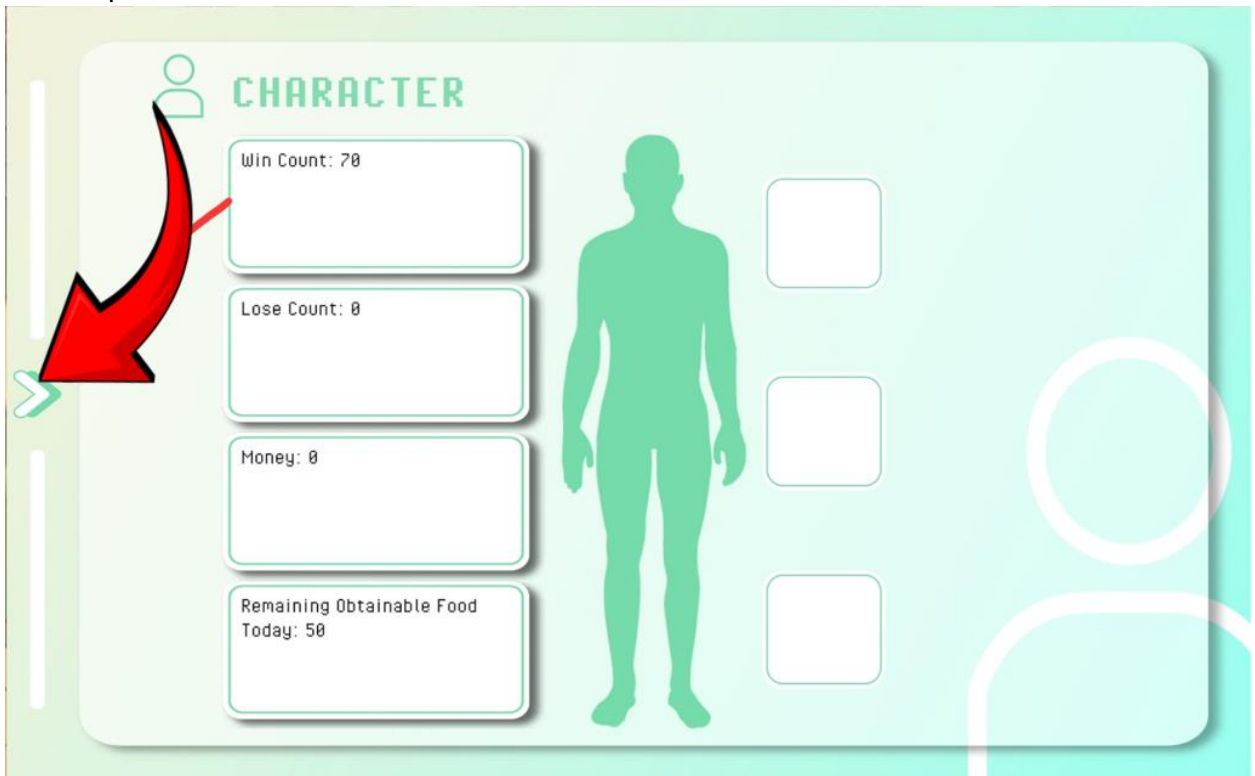 CHARACTER
Win Count: 70
Lose Count: 0
Money: 0
Remaining Obtainable Food
Today: 50